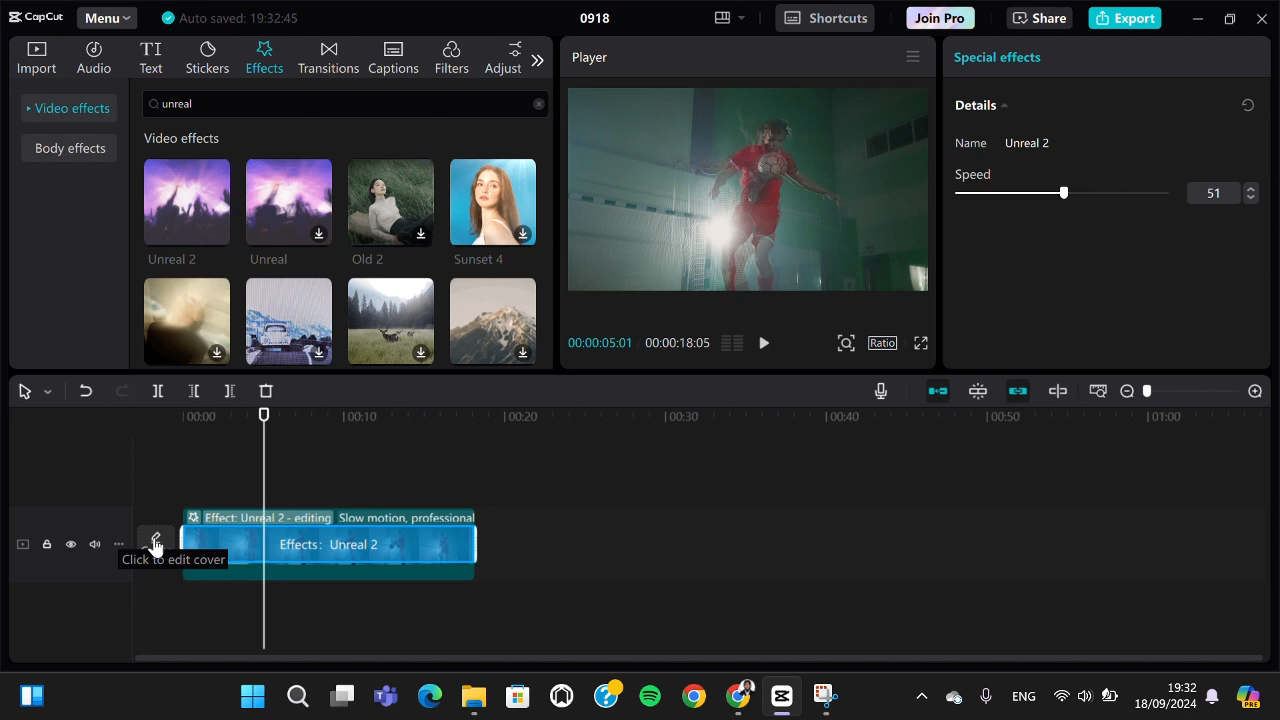 CapCut
Menu
Auto saved: 19:32:45
0918
Shortcuts
Join Pro
Share
Export
Import
Audio
Text
Stickers
Effects
Transitions
Captions
Filters
Adjust
Video effects
Body effects
unreal
Video effects
Unreal 2
Unreal
Old 2
Sunset 4
Player
00:00:05:01
00:00:18:05
Ratio
Special effects
Details
Name Unreal 2
Speed
51
00:00
00:10
00:20
00:30
00:40
00:50
01:00
Effect: Unreal 2 - editing
Slow motion, professional
Effects: Unreal 2
Click to edit cover
ENG
19:32
18/09/2024
PRE